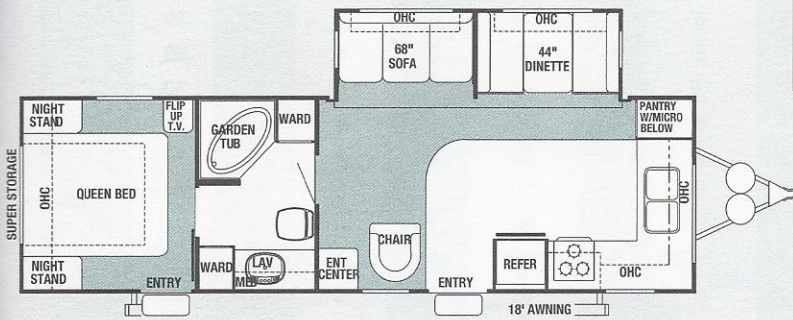 OHC
OHC
68"
SOFA
44"
DINETTE
NIGHT
STAND
FLIP
UP
T.V.
GARDEN
TUB
WARD
PANTRY
W/MICRO
BELOW
SUPER STORAGE
OHC
QUEEN BED
OHC
CHAIR
NIGHT
STAND
ENTRY
WARD
LAV
MED
ENT
CENTER
ENTRY
REFER
OHC
18' AWNING